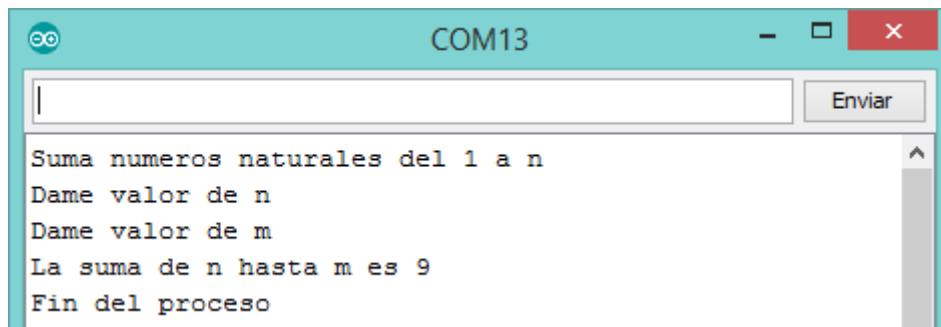 COM13
Enviar
Suma numeros naturales del 1 a n
Dame valor de n
Dame valor de m
La suma de n hasta m es 9
Fin del proceso